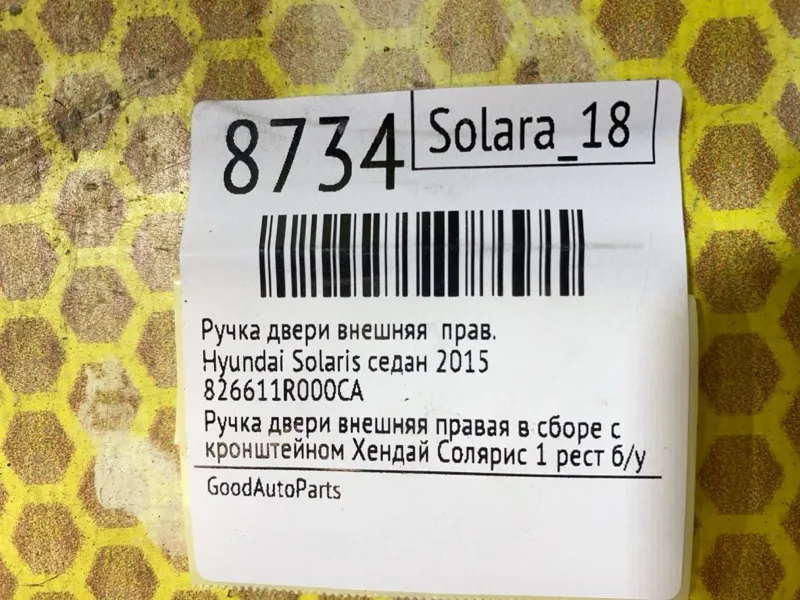 8734
Solara_18
Ручка двери внешняя прав.
Hyundai Solaris седан 2015
826611R000CA
Ручка двери внешняя правая в сборе с
кронштейном Хендай Солярис 1 рест б/у
GoodAutoParts